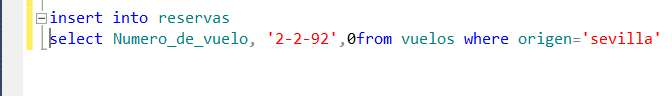 insert into reservas
select Numero_de_vuelo, '2-2-92',0from vuelos where origen='sevilla'